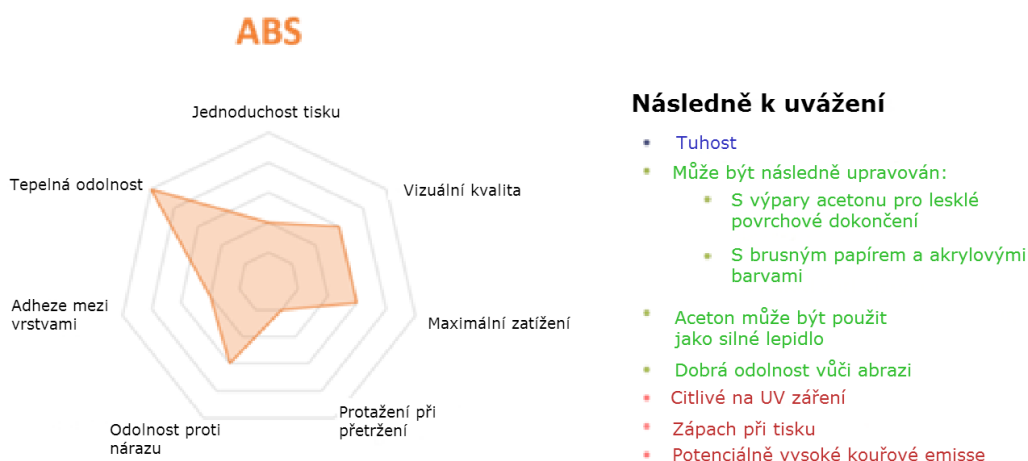 ABS
Jednoduchost tisku
Tepelná odolnost
Vizuální kvalita
Adheze mezi
vrstvami
Maximální zatížení
Odolnost proti
nárazu
Protažení při
přetržení
Následně k uvážení
Tuhost
Může být následně upravován:
S výpary acetonu pro lesklé
povrchové dokončení
S brusným papírem a akrylovými
barvami
Aceton může být použit
jako silné lepidlo
Dobrá odolnost vůči abrazi
Citlivé na UV záření
Zápach při tisku
Potenciálně vysoké kouřové emisse